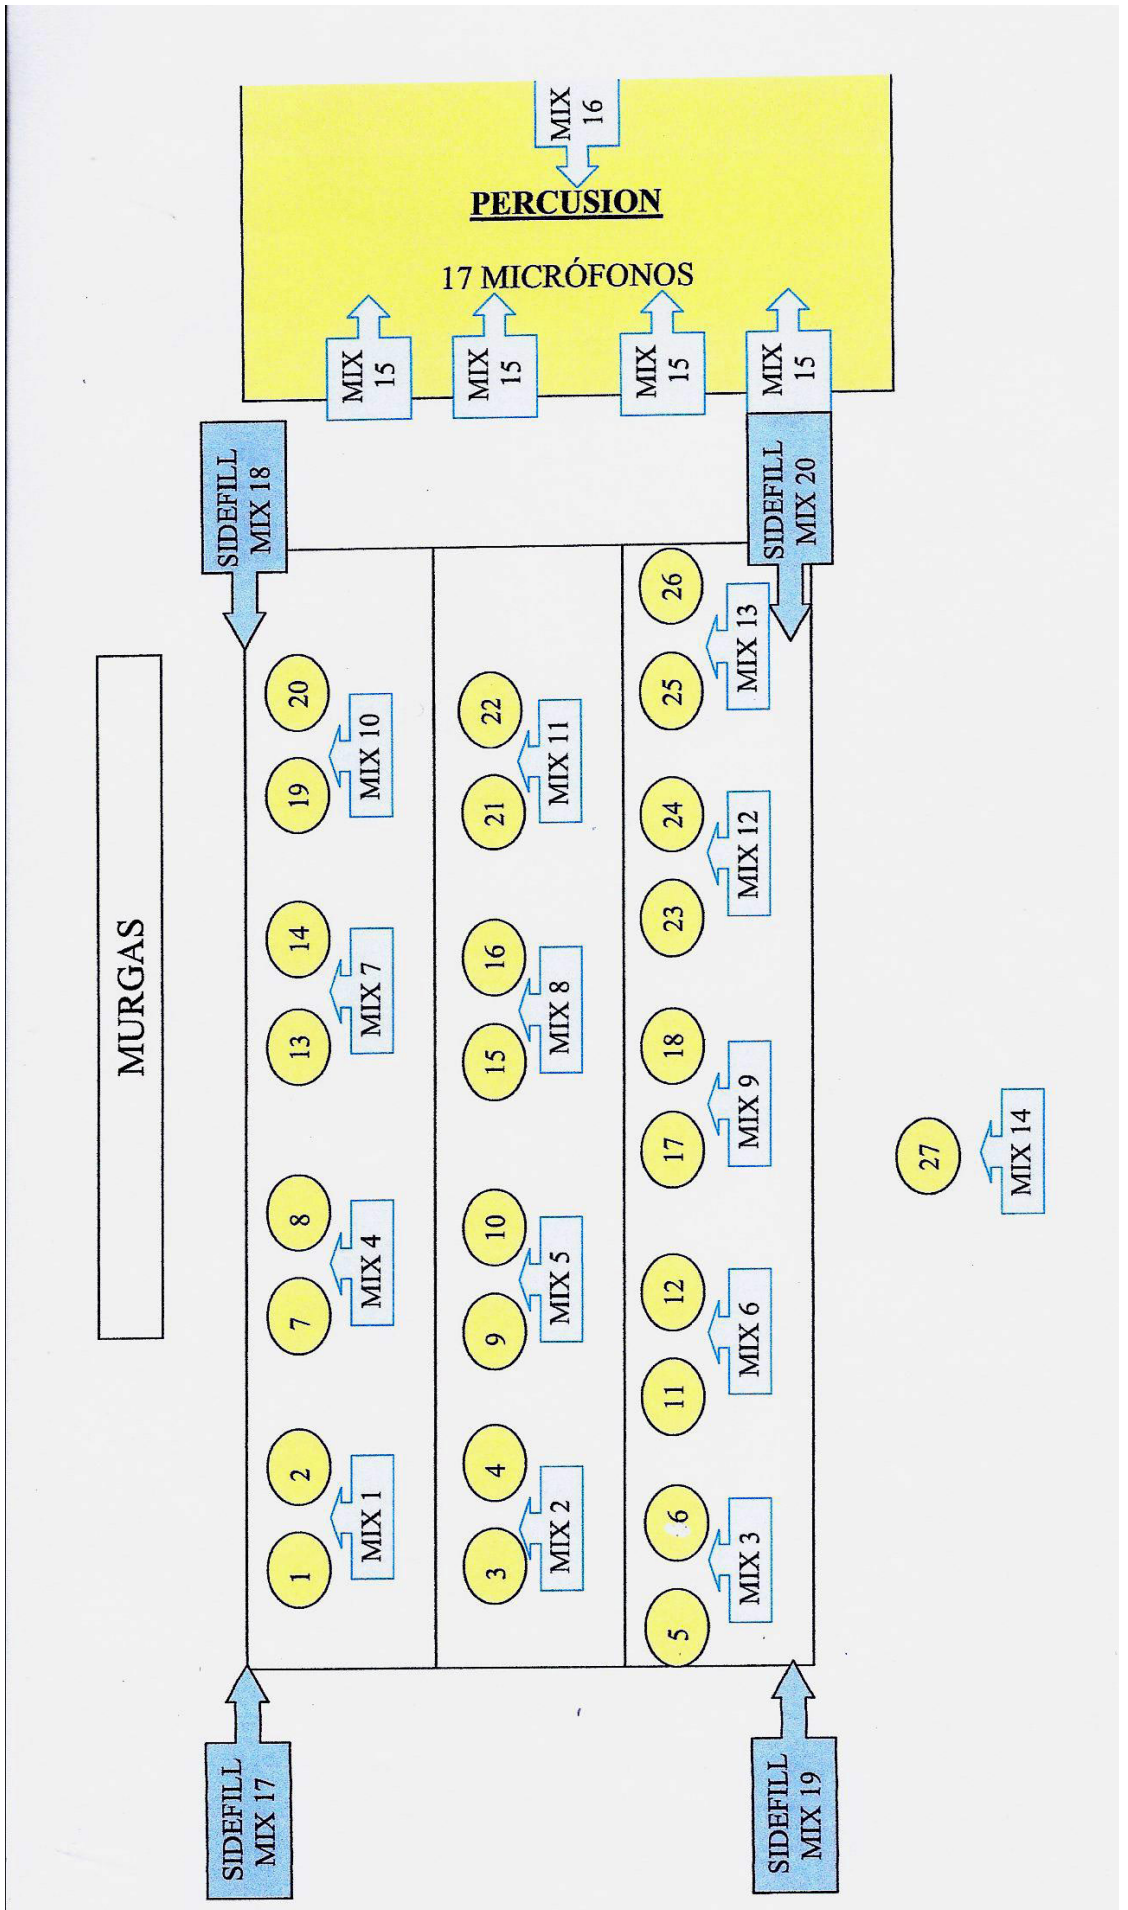 MURGAS
SIDEFILL
MIX 17
SIDEFILL
MIX 18
1
2
7
8
13
14
19
20
MIX 1
MIX 4
MIX 7
MIX 10
3
4
9
10
15
16
21
22
MIX 2
MIX 5
MIX 8
MIX 11
5
6
11
12
17
18
23
24
25
26
MIX 3
MIX 6
MIX 9
MIX 12
MIX 13
SIDEFILL
MIX 19
SIDEFILL
MIX 20
27
MIX 14
MIX
15
MIX
15
MIX
15
MIX
15
MIX
16
PERCUSION
17 MICRÓFONOS